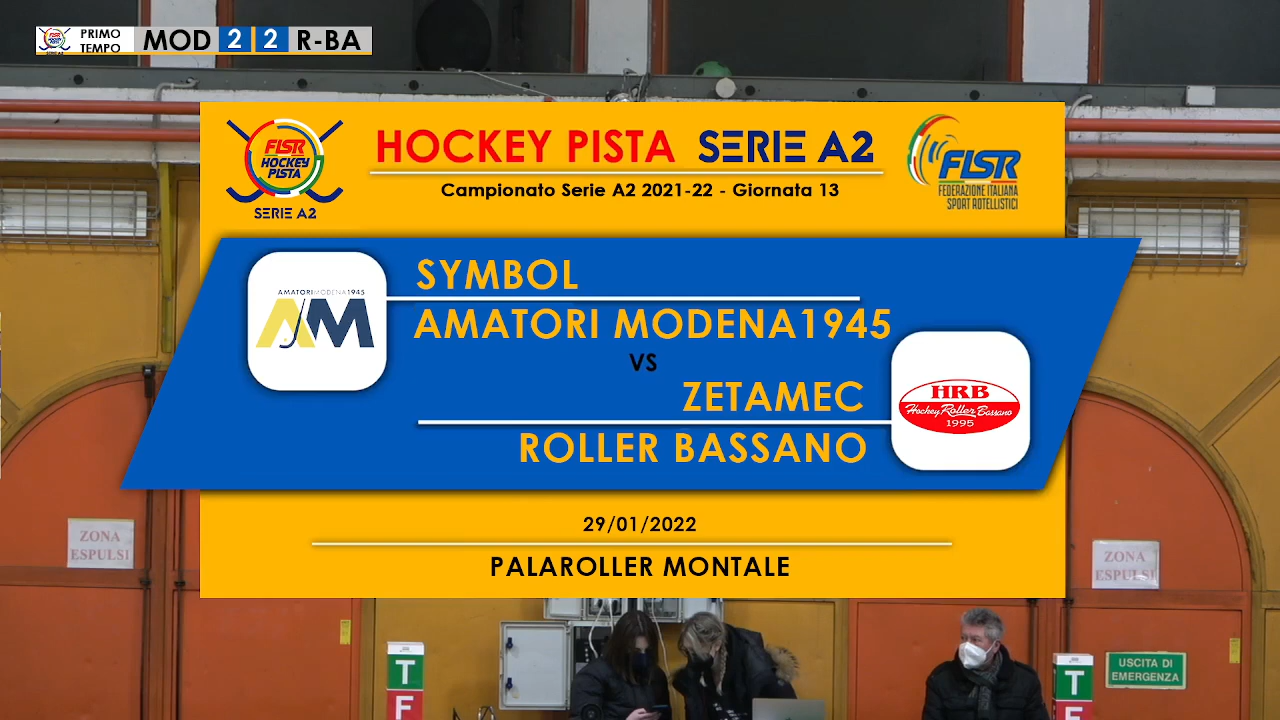 PRIMO
TEMPO
MOD 2 2 R-BA
SERIE A2
FISR
HOCKEY
PISTA
SERIE A2
HOCKEY PISTA SERIE A2
Campionato Serie A2 2021-22 - Giornata 13
FISR
FEDERAZIONE ITALIANA
SPORT ROTELLISTICI
AMATORIMODENA1945
AM
SYMBOL
AMATORI MODENA1945
VS
ZETAMEC
ROLLER BASSANO
HRB
Hockey Roller Bassano
1995
29/01/2022
PALAROLLER MONTALE
ZONA
ESPULSI
ZONA
ESPULSI
T
F
T
F
USCITA DI
EMERGENZA